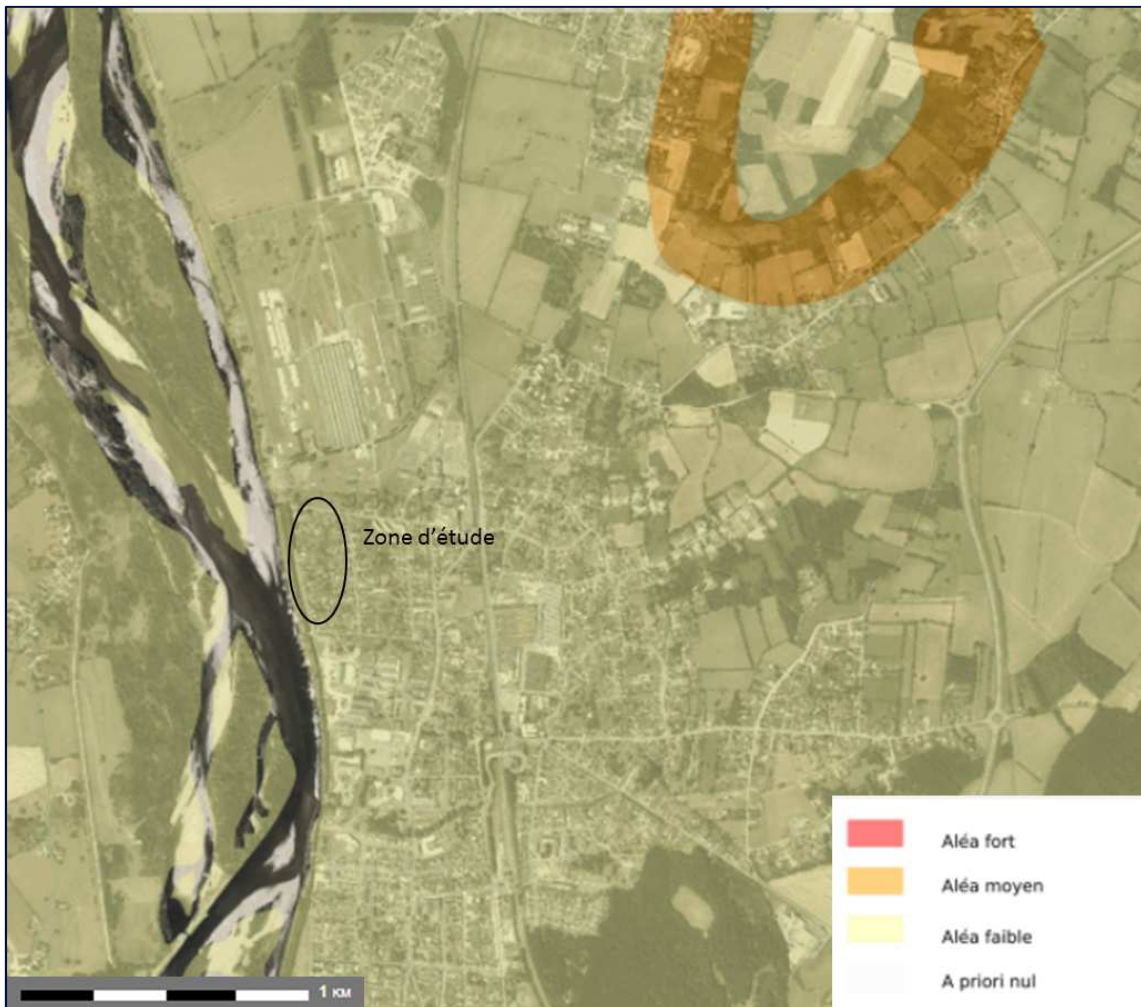 Zone d'étude
Aléa fort
Aléa moyen
Aléa faible
A priori nul
1 KM